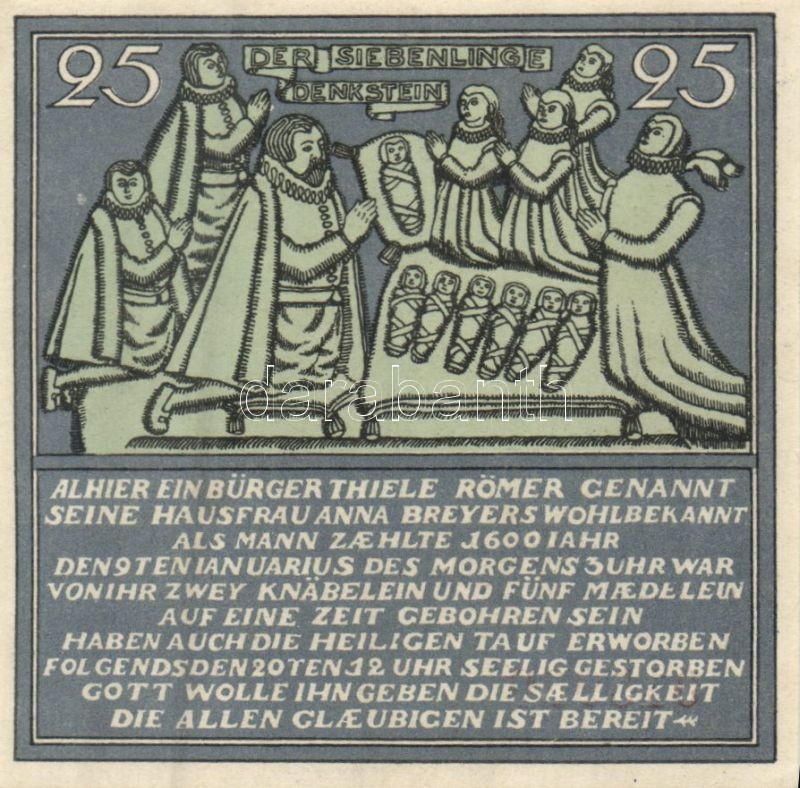 25
DER SIEBENLINGE
DENKSTEIN
25
darabanth
ALHIER EIN BÜRGER THIELE RÖMER GENANNT
SEINE HAUSFRAU ANNA BREYERS WOHLBEKANNT
ALS MANN ZÆHLTE 1600 IAHR
DEN 9TEN IANUARIUS DES MORGENS 3 UHR WAR
VON IHR ZWEY KNÄBELEIN UND FÜNF MÆDELEIN
AUF EINE ZEIT GEBOHREN SEIN
HABEN AUCH DIE HEILIGEN TAUF ERWORBEN
FOLGENDS DEN 20TEN 12 UHR SEELIG GESTORBEN
GOTT WOLLE IHN GEBEN DIE SÆLLIGKEIT
DIE ALLEN GLÆUBIGEN IST BEREIT